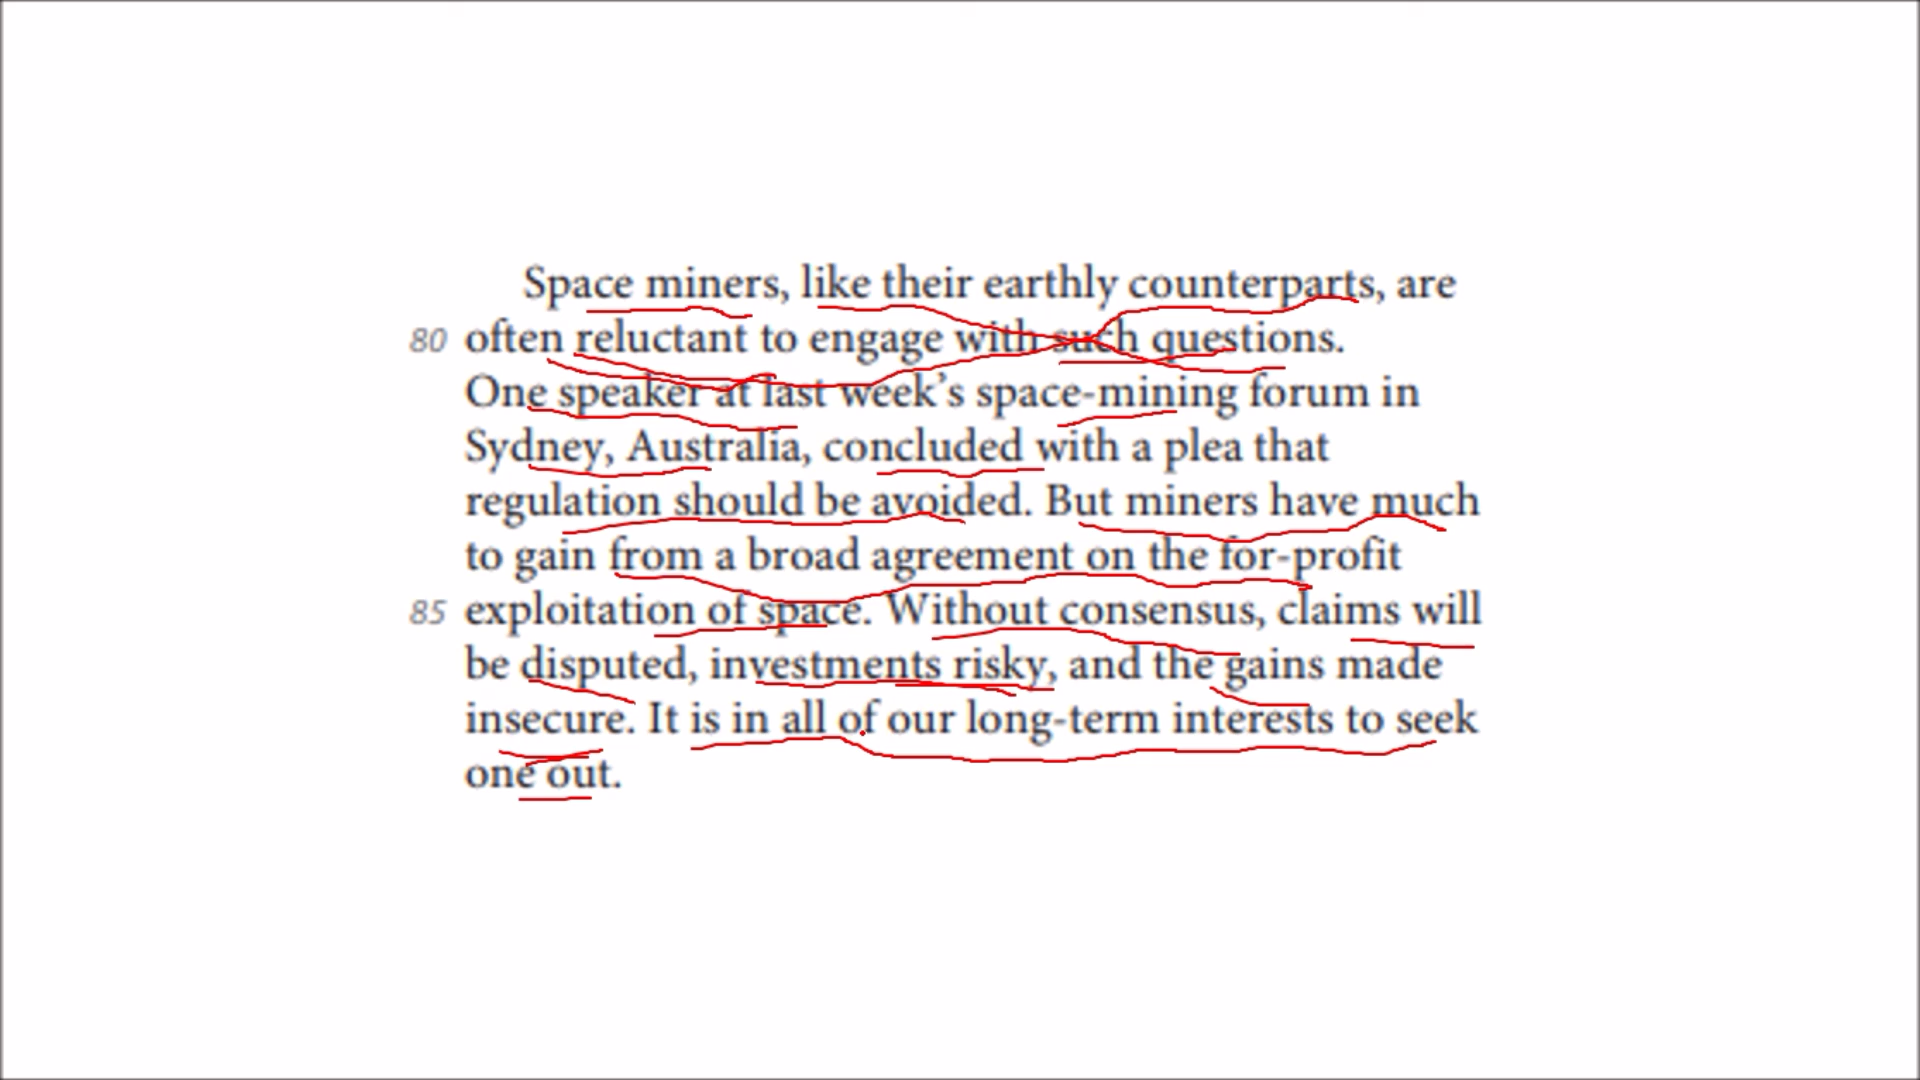 Space miners, like their earthly counterparts, are
80 often reluctant to engage with such questions.
One speaker at last week’s space-mining forum in
Sydney, Australia, concluded with a plea that
regulation should be avoided. But miners have much
to gain from a broad agreement on the for-profit
85 exploitation of space. Without consensus, claims will
be disputed, investments risky, and the gains made
insecure. It is in all of our long-term interests to seek
one out.